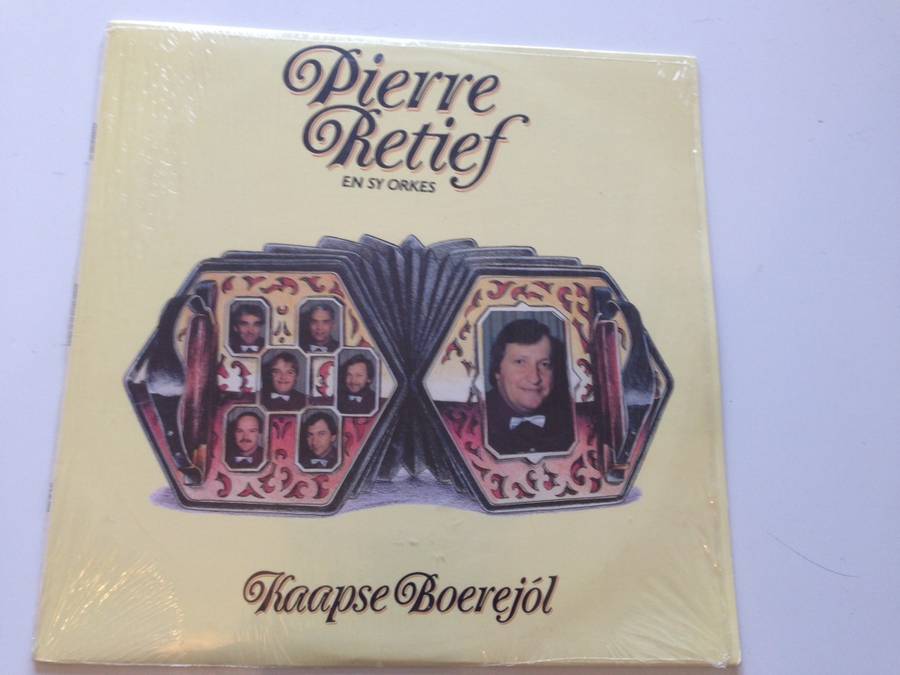 Pierre
Retief
EN SY ORKES
Kaapse Boerejól